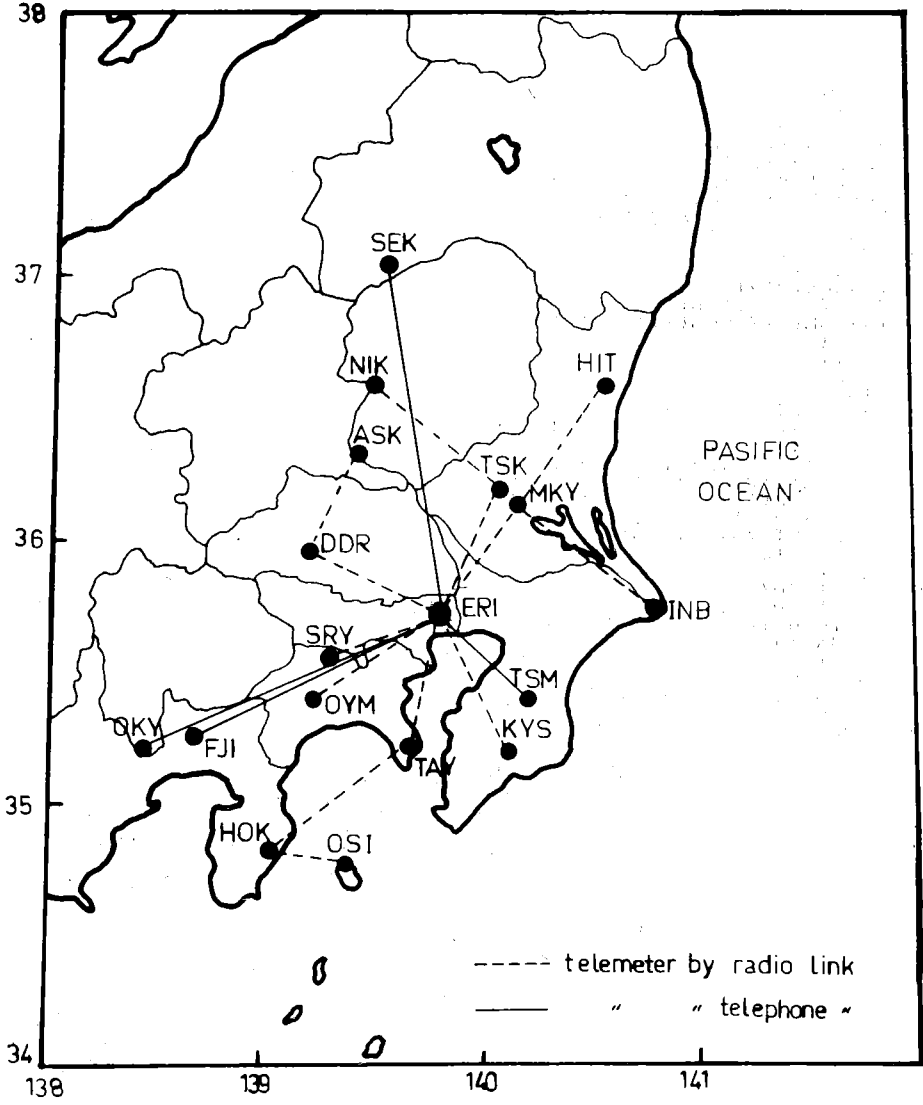 38
SEK
37
NIK
HIT
ASK
TSK
MKY
PASIFIC
OCEAN
36
DDR
ERI
INB
SRY
TSM
OYM
OKY
FJI
KYS
TAY
35
HOK
OSI
telemeter by radio link
" " telephone "
34
138
139
140
141